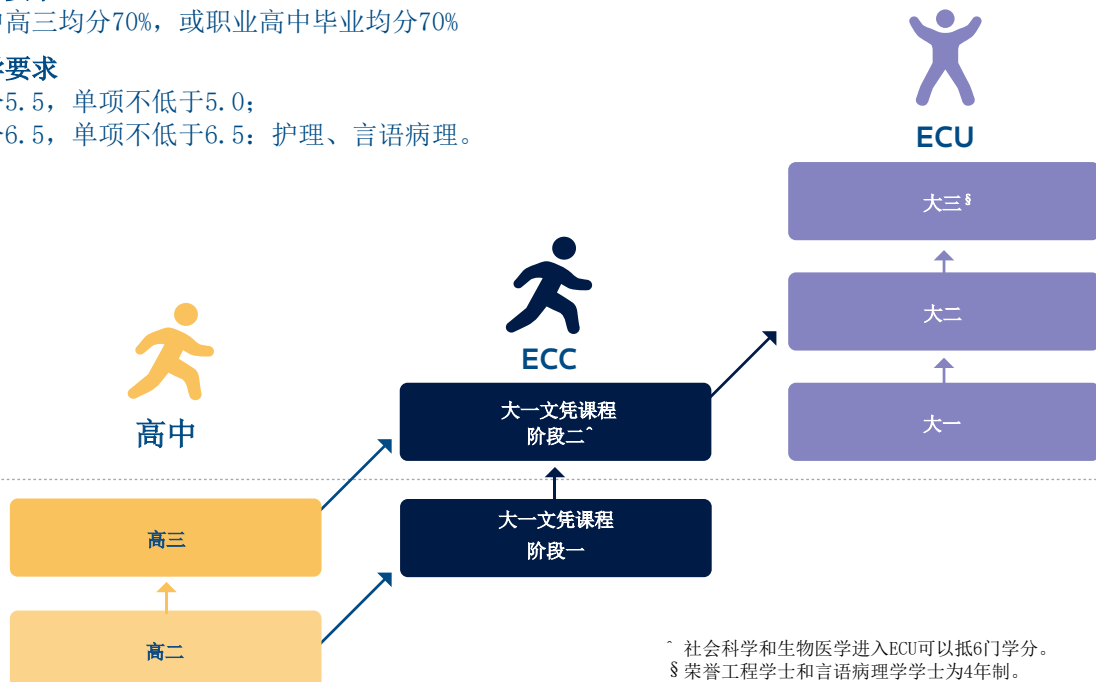 高三均分70%，或职业高中毕业均分70%
要求
5.5，单项不低于5.0；
6.5，单项不低于6.5：护理、言语病理。
ECU
大三§
大二
大一
ECC
大一文凭课程
阶段二^
大一文凭课程
阶段一
高中
高三
高二
^ 社会科学和生物医学进入ECU可以抵6门学分。
§ 荣誉工程学士和言语病理学学士为4年制。